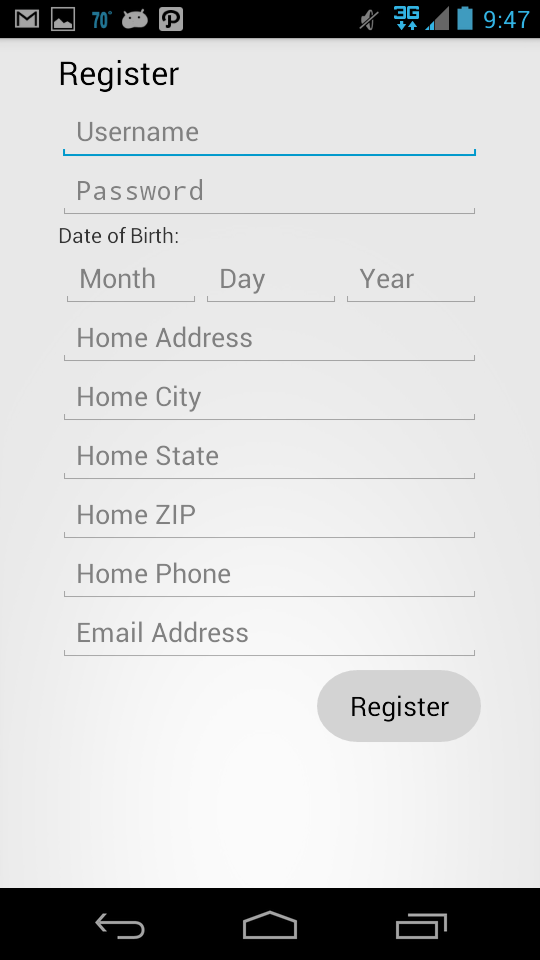 70° 3G 9:47
Register
Username
Password
Date of Birth:
Month Day Year
Home Address
Home City
Home State
Home ZIP
Home Phone
Email Address
Register